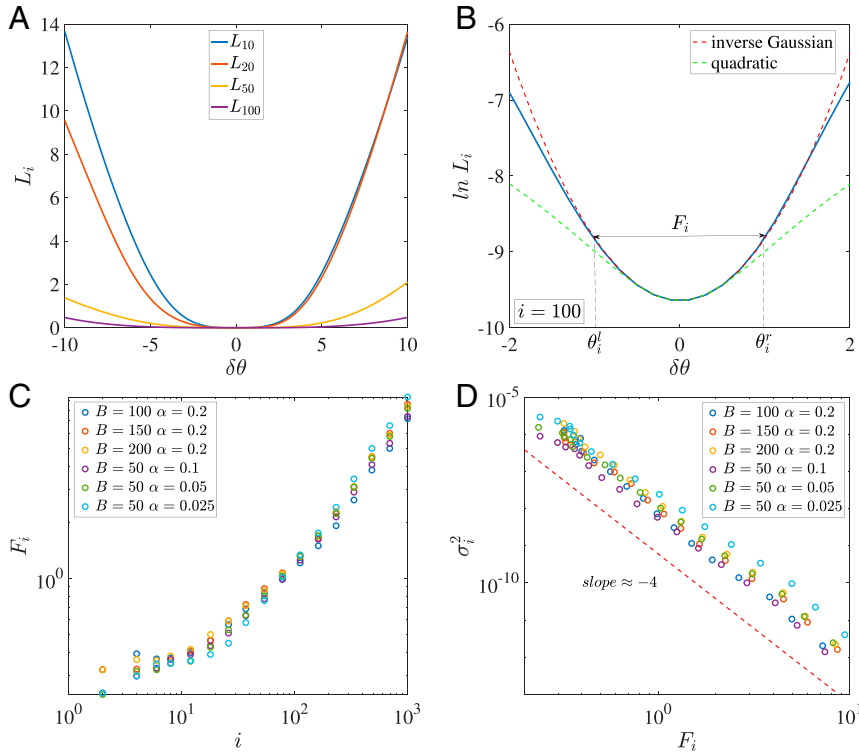 A
14
12
10
8
6
4
2
0
L_i
-10
-5
0
5
10
δθ
L_10
L_20
L_50
L_100
B
-6
-7
-8
-9
-10
ln L_i
-2
θ_i^l
0
θ_i^r
2
δθ
inverse Gaussian
quadratic
F_i
i = 100
C
10^0
F_i
10^0
10^1
10^2
10^3
i
B = 100 α = 0.2
B = 150 α = 0.2
B = 200 α = 0.2
B = 50 α = 0.1
B = 50 α = 0.05
B = 50 α = 0.025
D
10^-5
10^-10
σ_i^2
10^0
10^1
F_i
B = 100 α = 0.2
B = 150 α = 0.2
B = 200 α = 0.2
B = 50 α = 0.1
B = 50 α = 0.05
B = 50 α = 0.025
slope ≈ −4